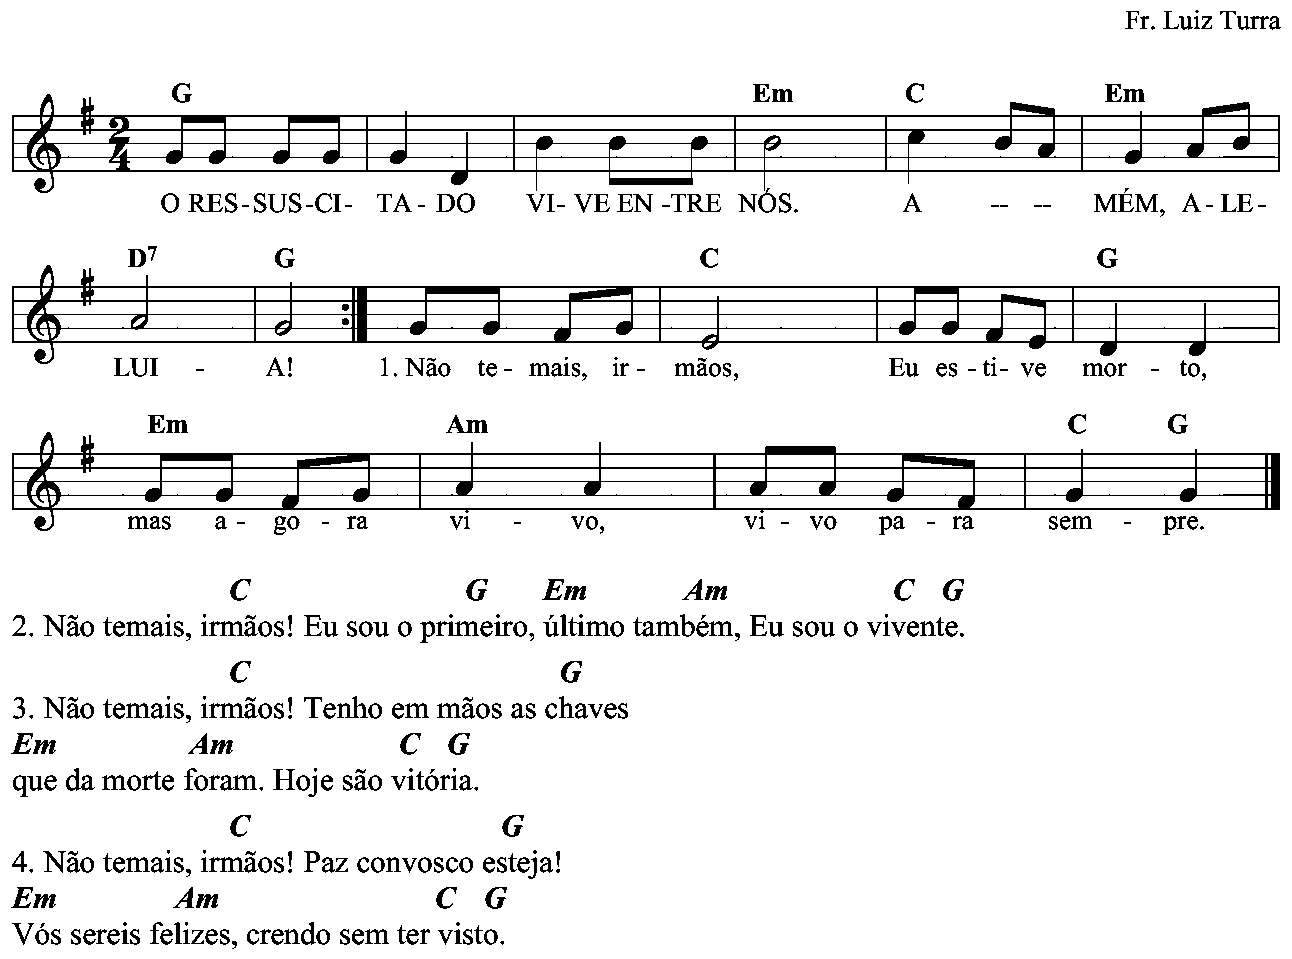 Fr. Luiz Turra
G Em C Em
2 4
O RES-SUS-CI- TA-DO VI-VE EN-TRE NÓS. A -- -- MÉM, A-LE-
D7 G C G
LUI - A! 1. Não te-mais, ir-mãos, Eu es-ti-ve mor-to,
Em Am C G
mas a-go-ra vi-vo, vi-vo pa-ra sem-pre.
C G Em Am C G
2. Não temais, irmãos! Eu sou o primeiro, último também, Eu sou o vivente.
C G
3. Não temais, irmãos! Tenho em mãos as chaves
Em Am C G
que da morte foram. Hoje são vitória.
C G
4. Não temais, irmãos! Paz convosco esteja!
Em Am C G
Vós sereis felizes, crendo sem ter visto.